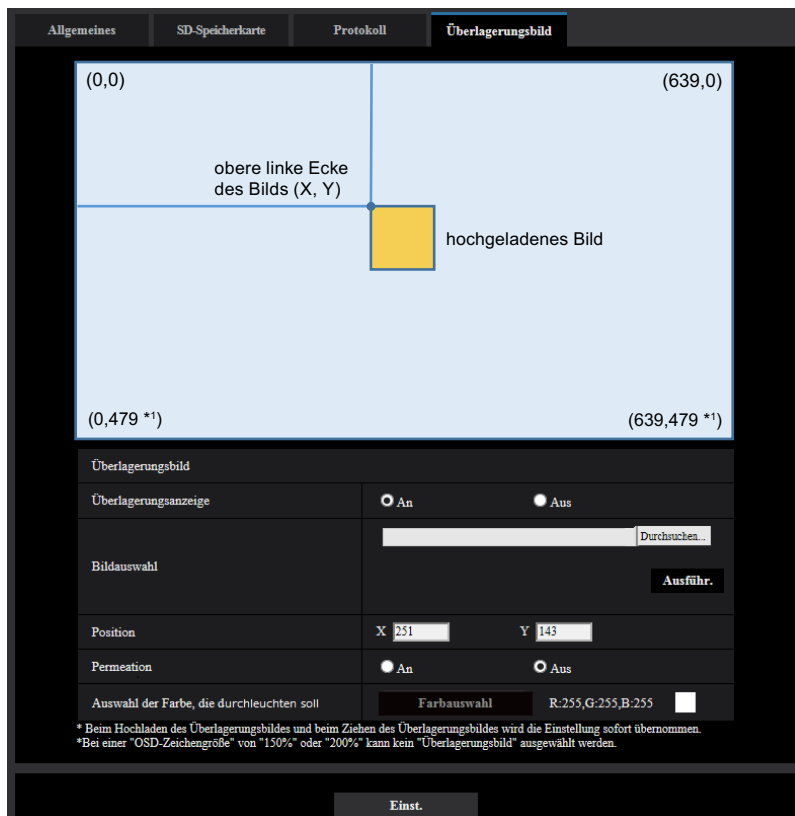 Allgemeines SD-Speicherkarte Protokoll Überlagerungsbild
(0,0) (639,0)
obere linke Ecke
des Bilds (X, Y)
hochgeladenes Bild
(0,479 *1) (639,479 *1)
Überlagerungsbild
Überlagerungsanzeige An Aus
Durchsuchen...
Bildauswahl
Ausführ.
Position X 251 Y 143
Permeation An Aus
Auswahl der Farbe, die durchleuchten soll Farbauswahl R:255,G:255,B:255
* Beim Hochladen des Überlagerungsbildes und beim Ziehen des Überlagerungsbildes wird die Einstellung sofort übernommen.
*Bei einer "OSD-Zeichengröße" von "150%" oder "200%" kann kein "Überlagerungsbild" ausgewählt werden.
Einst.